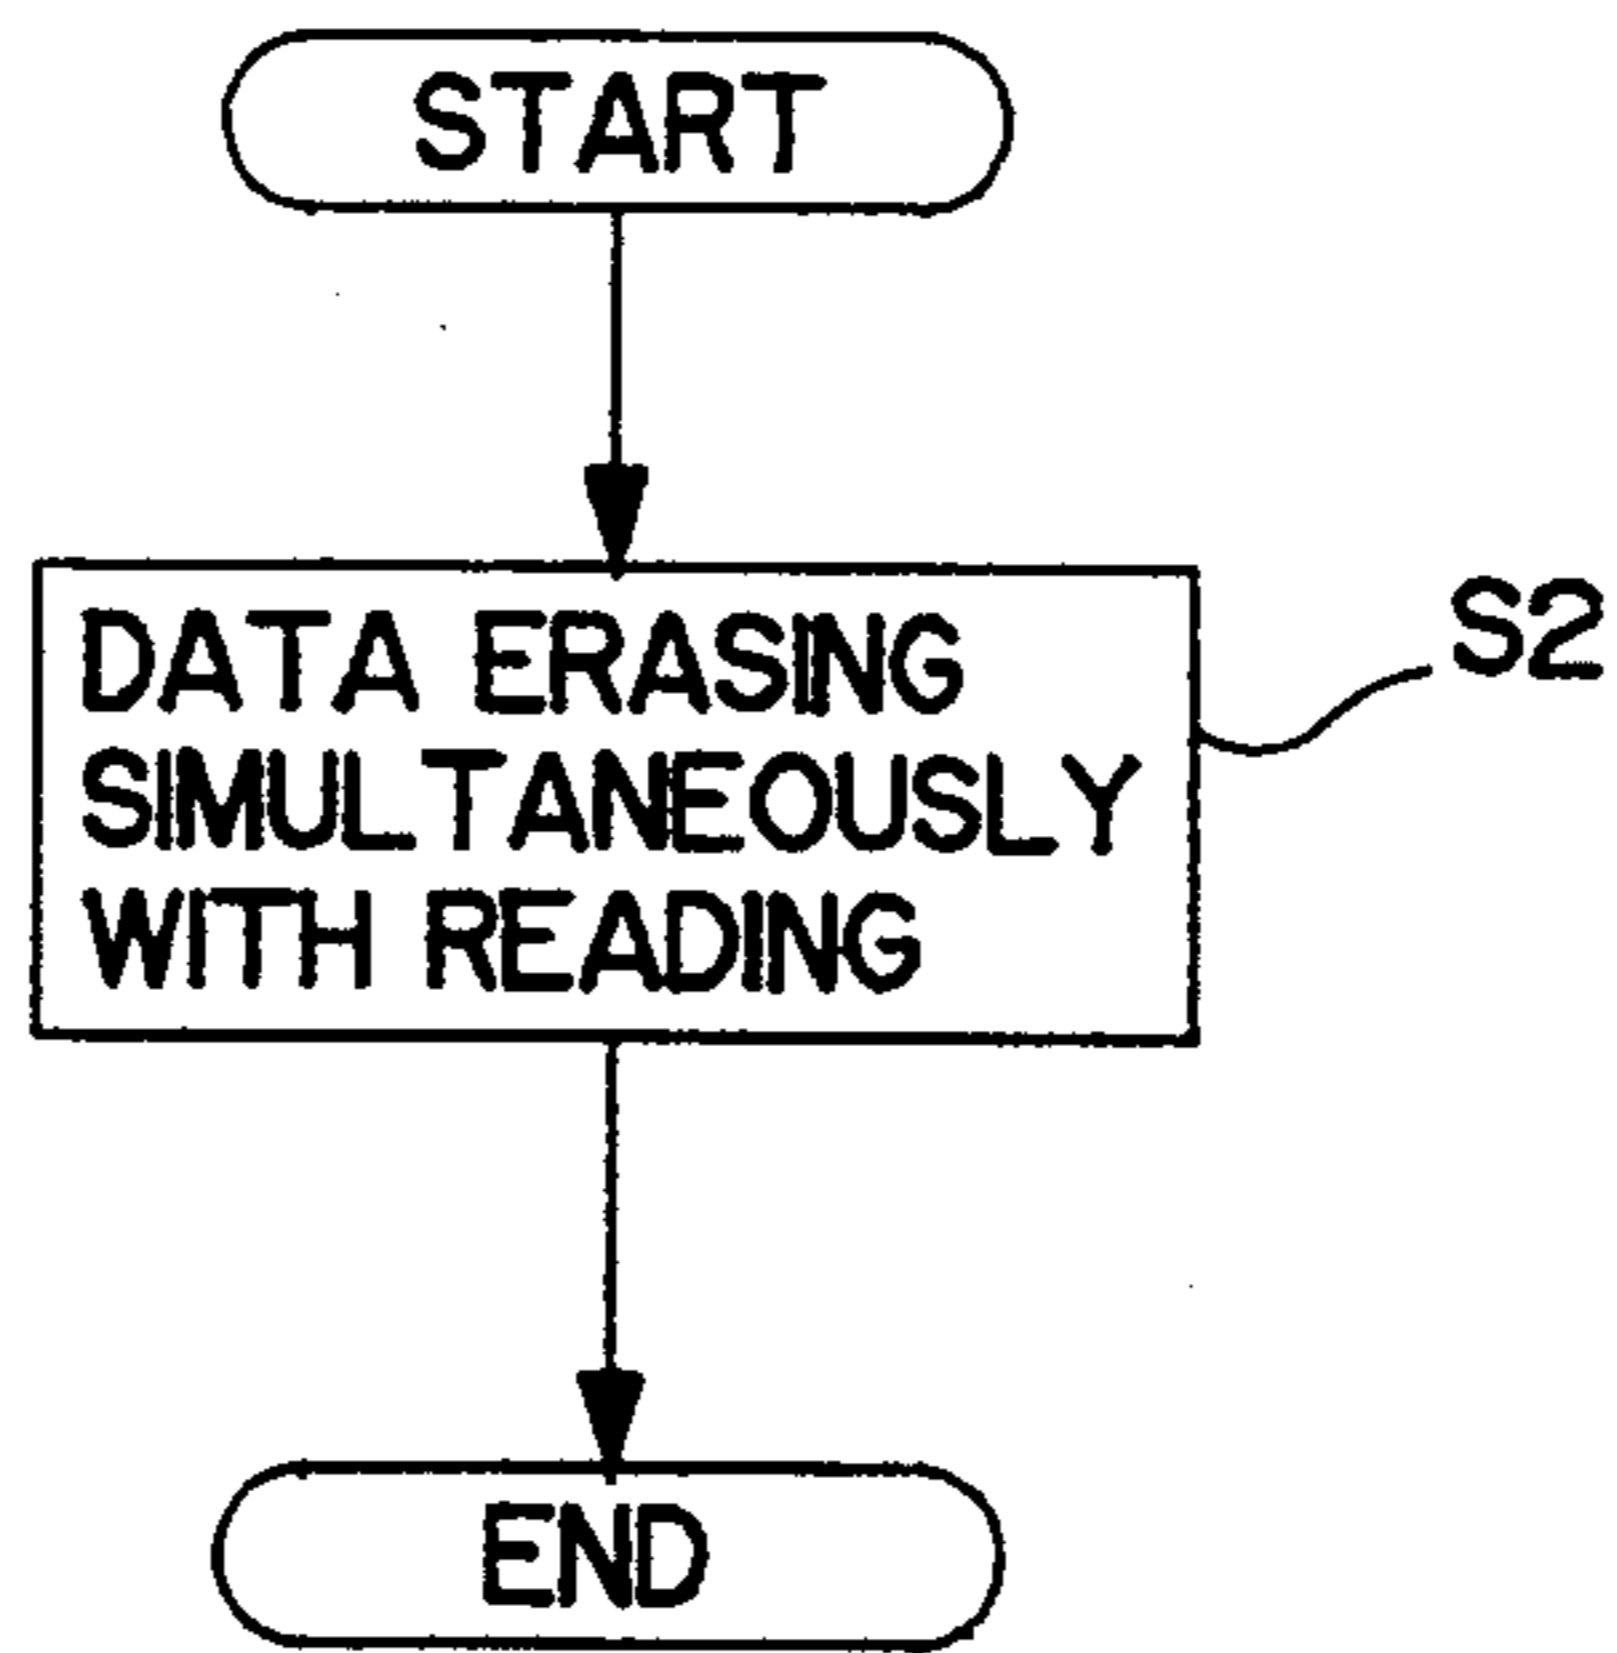 START
DATA ERASING
SIMULTANEOUSLY
WITH READING
S2
END